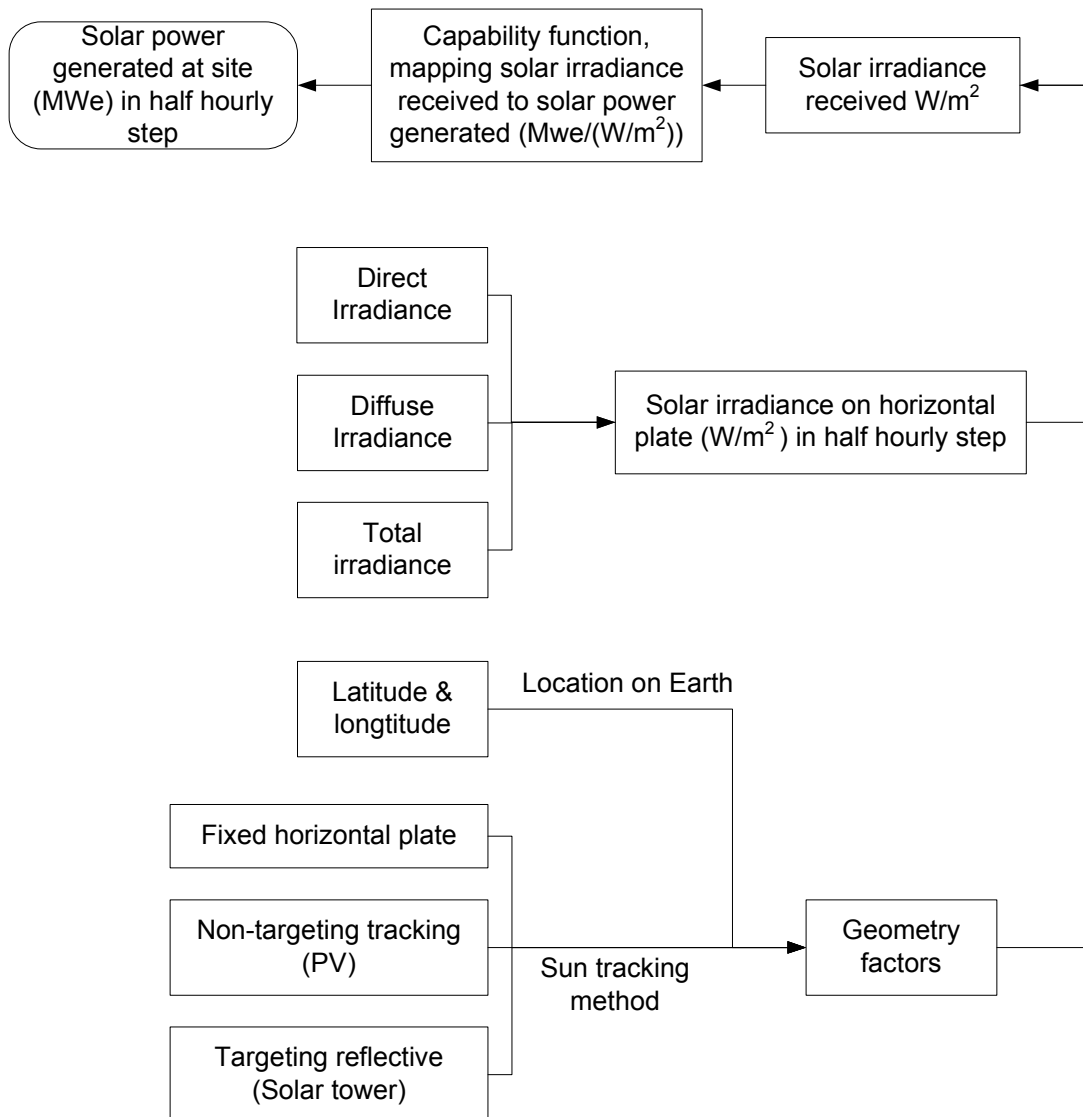 Solar power
generated at site
(MWe) in half hourly
step
Capability function,
mapping solar irradiance
received to solar power
generated (Mwe/(W/m²))
Solar irradiance
received W/m²
Direct
Irradiance
Diffuse
Irradiance
Total
irradiance
Solar irradiance on horizontal
plate (W/m² ) in half hourly step
Latitude &
longtitude
Location on Earth
Fixed horizontal plate
Non-targeting tracking
(PV)
Targeting reflective
(Solar tower)
Sun tracking
method
Geometry
factors